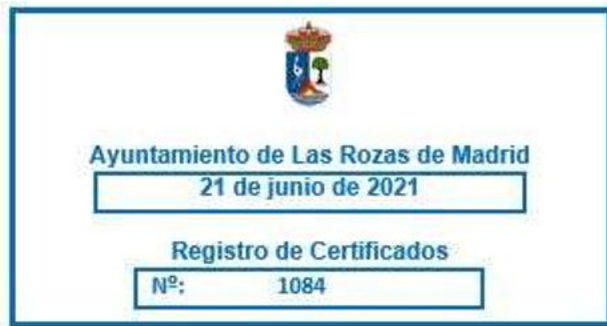 Ayuntamiento de Las Rozas de Madrid
21 de junio de 2021
Registro de Certificados
Nº: 1084